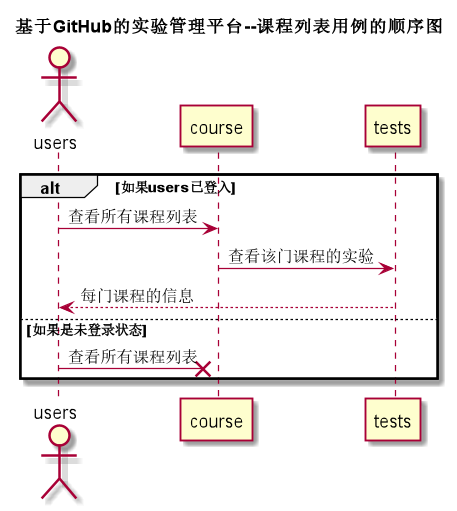 基于GitHub的实验管理平台--课程列表用例的顺序图
users
course
tests
alt
[如果users已登入]
查看所有课程列表
查看该门课程的实验
每门课程的信息
[如果是未登录状态]
查看所有课程列表
users
course
tests